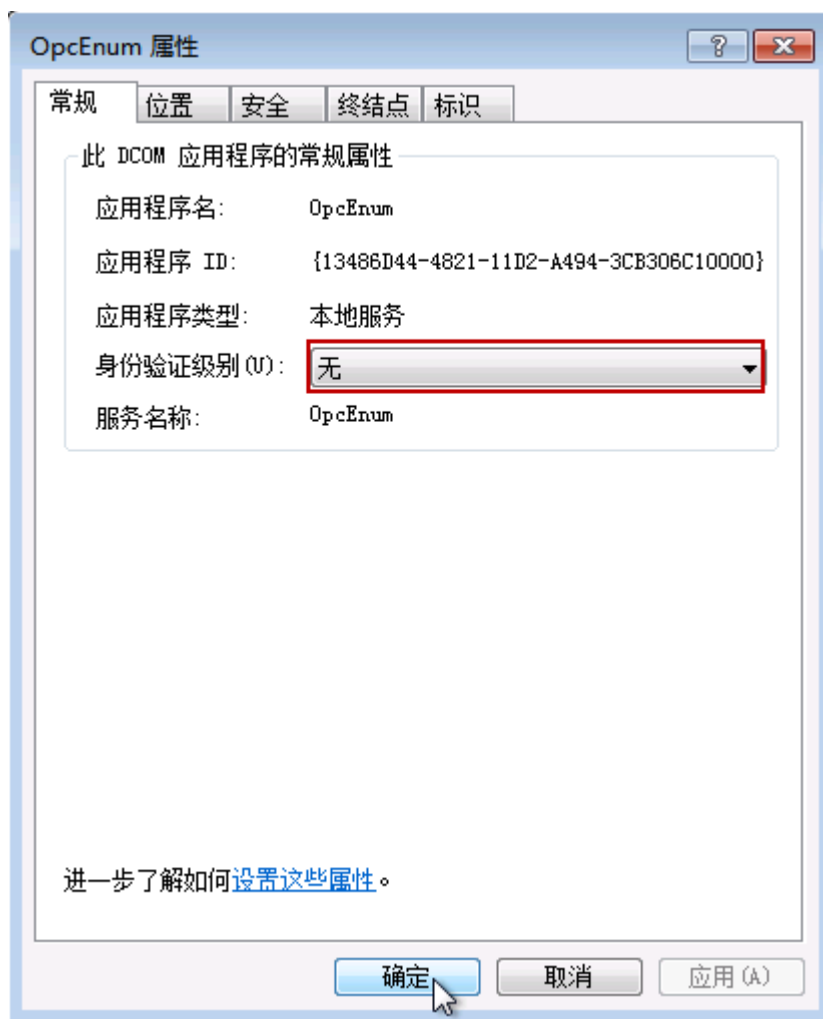 OpcEnum 属性
常规 位置 安全 终结点 标识
此 DCOM 应用程序的常规属性
应用程序名: OpcEnum
应用程序 ID: {13486D44-4821-11D2-A494-3CB306C10000}
应用程序类型: 本地服务
身份验证级别(U): 无
服务名称: OpcEnum
进一步了解如何设置这些属性。
确定 取消 应用(A)